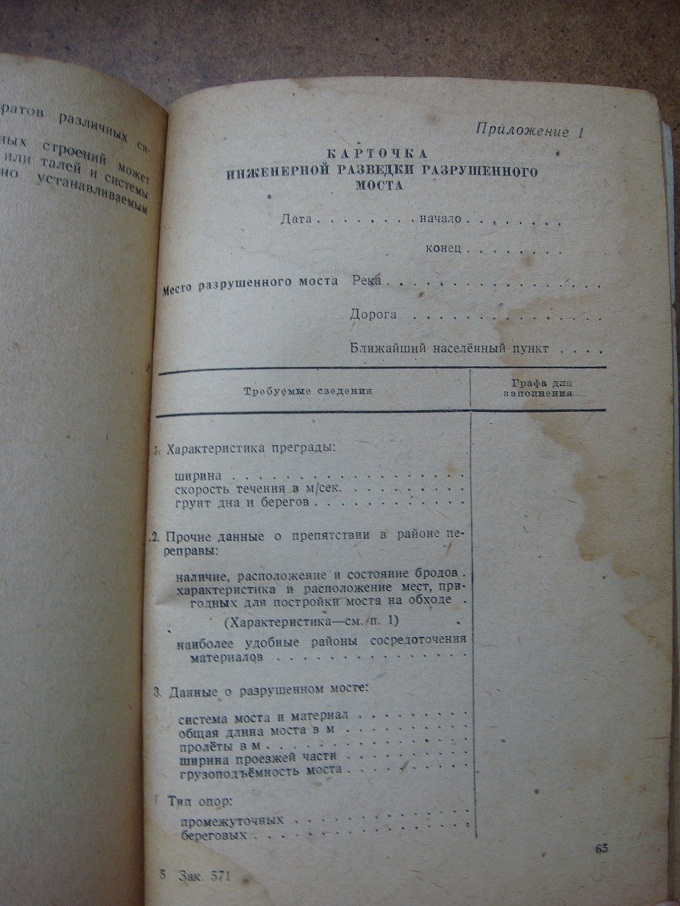 ратов различных си-
ных строений может
или талей и системы
но устанавливаемым
Приложение 1
КАРТОЧКА
ИНЖЕНЕРНОЙ РАЗВЕДКИ РАЗРУШЕННОГО
МОСТА
Дата . . . . . . . . начало . . . . . . . .
конец . . . . . . . .
Место разрушенного моста Река . . . . . . . . . . . . . . . .
Дорога . . . . . . . . . . . . . .
Ближайший населённый пункт . . . .
Требуемые сведения Графа для
заполнения
1. Характеристика преграды:
ширина . . . . . . . . . . . . . . . . . .
скорость течения в м/сек. . . . . . . . . . .
грунт дна и берегов . . . . . . . . . . . .
2. Прочие данные о препятствии в районе пе-
реправы:
наличие, расположение и состояние бродов .
характеристика и расположение мест, при-
годных для постройки моста на обходе .
(Характеристика—см. п. 1)
наиболее удобные районы сосредоточения
материалов . . . . . . . . . . . . . . .
3. Данные о разрушенном мосте:
система моста и материал . . . . . . . . .
общая длина моста в м . . . . . . . . . .
пролёты в м . . . . . . . . . . . . . . .
ширина проезжей части . . . . . . . . . .
грузоподъёмность моста . . . . . . . . . .
Тип опор:
промежуточных . . . . . . . . . . . . .
береговых . . . . . . . . . . . . . . . .
65
5 Зак. 571